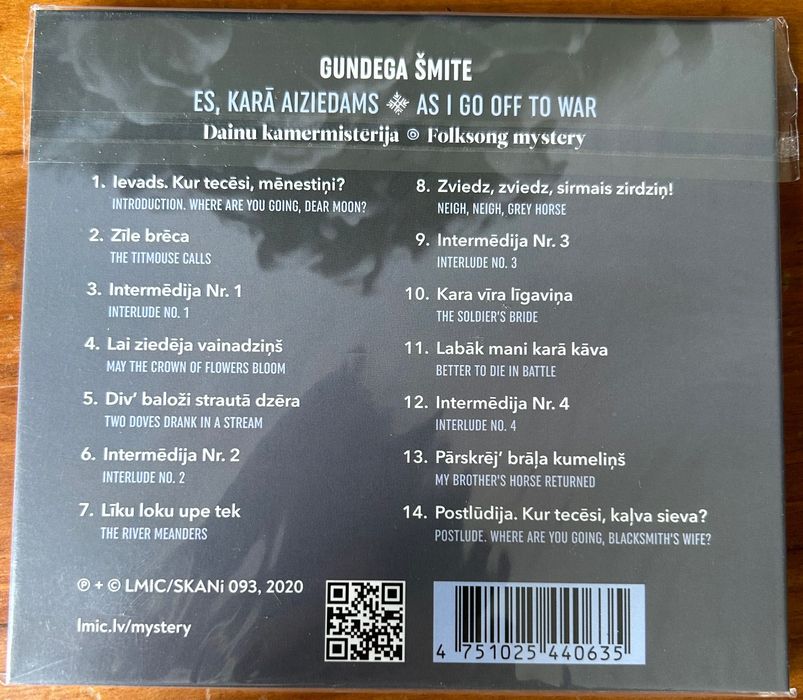 GUNDEGA ŠMITE
ES, KARĀ AIZIEDAMS AS I GO OFF TO WAR
Dainu kamermistērija ◎ Folksong mystery
1. Ievads. Kur tecēsi, mēnestiņi?
INTRODUCTION. WHERE ARE YOU GOING, DEAR MOON?
2. Zīle brēca
THE TITMOUSE CALLS
3. Intermēdija Nr. 1
INTERLUDE NO. 1
4. Lai ziedēja vainadziņš
MAY THE CROWN OF FLOWERS BLOOM
5. Div’ baloži strautā dzēra
TWO DOVES DRANK IN A STREAM
6. Intermēdija Nr. 2
INTERLUDE NO. 2
7. Līku loku upe tek
THE RIVER MEANDERS
8. Zviedz, zviedz, sirmais zirdziņ!
NEIGH, NEIGH, GREY HORSE
9. Intermēdija Nr. 3
INTERLUDE NO. 3
10. Kara vīra līgaviņa
THE SOLDIER'S BRIDE
11. Labāk mani karā kāva
BETTER TO DIE IN BATTLE
12. Intermēdija Nr. 4
INTERLUDE NO. 4
13. Pārskrēj’ brāļa kumeliņš
MY BROTHER'S HORSE RETURNED
14. Postlūdija. Kur tecēsi, kaļva sieva?
POSTLUDE. WHERE ARE YOU GOING, BLACKSMITH'S WIFE?
℗ + © LMIC/SKANi 093, 2020
lmic.lv/mystery
4 751025 440635